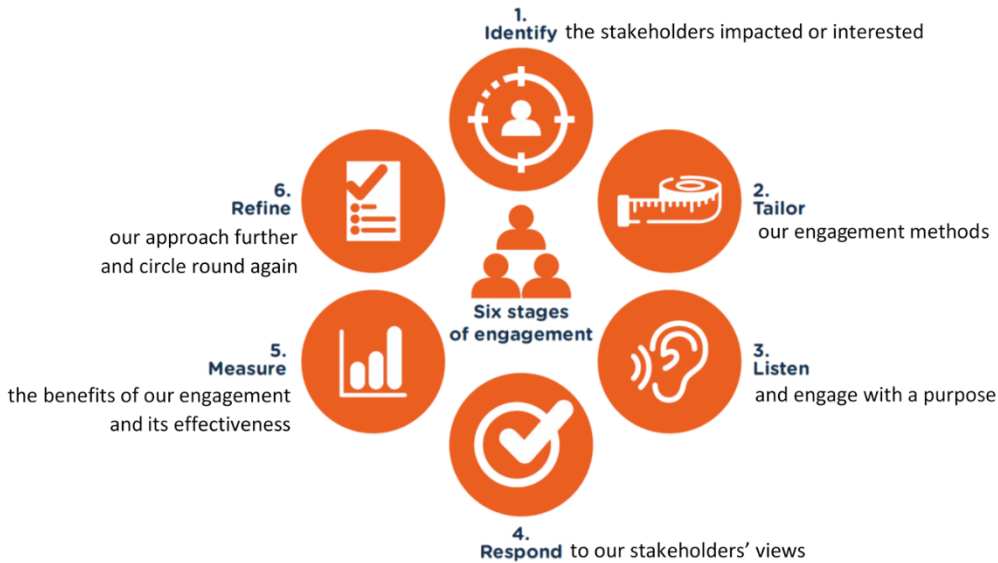 1.
Identify the stakeholders impacted or interested
2.
Tailor
our engagement methods
3.
Listen
and engage with a purpose
4.
Respond to our stakeholders’ views
5.
Measure
the benefits of our engagement
and its effectiveness
6.
Refine
our approach further
and circle round again
Six stages
of engagement